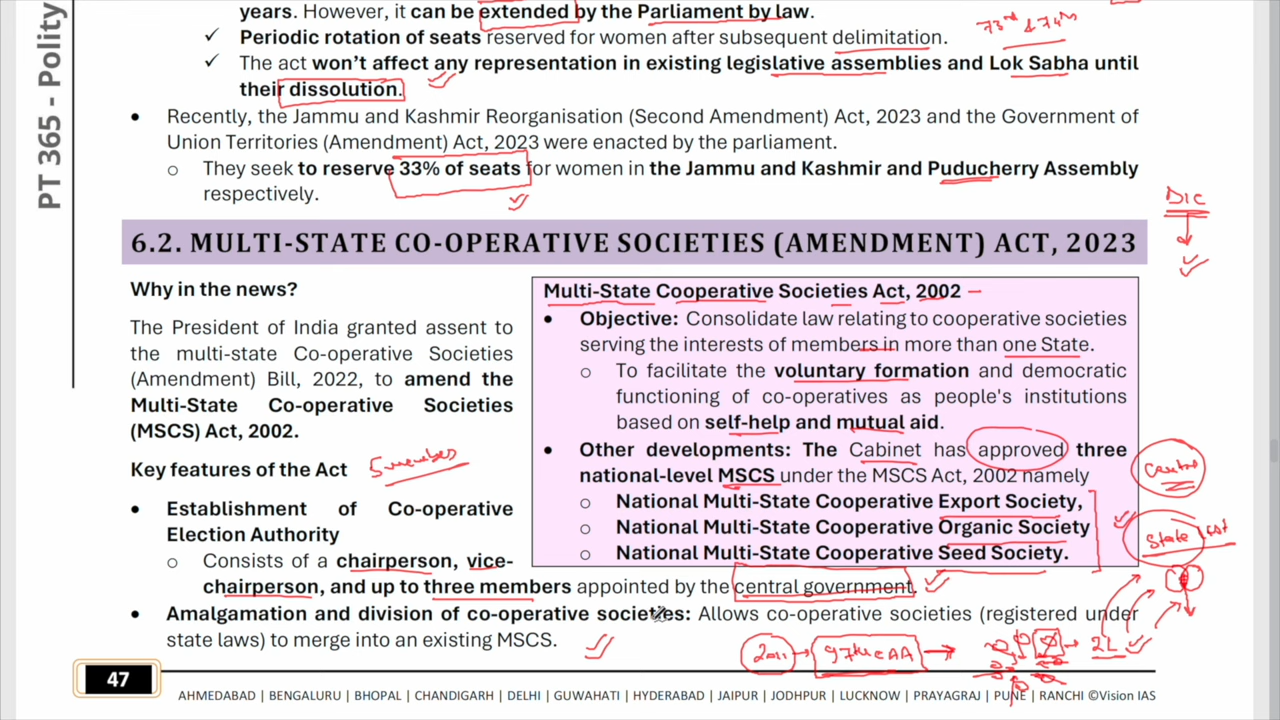 PT 365 - Polity
years. However, it can be extended by the Parliament by law.
73rd & 74th
✓ Periodic rotation of seats reserved for women after subsequent delimitation.
✓ The act won't affect any representation in existing legislative assemblies and Lok Sabha until
their dissolution.
• Recently, the Jammu and Kashmir Reorganisation (Second Amendment) Act, 2023 and the Government of
Union Territories (Amendment) Act, 2023 were enacted by the parliament.
o They seek to reserve 33% of seats for women in the Jammu and Kashmir and Puducherry Assembly
respectively.
DIC
6.2. MULTI-STATE CO-OPERATIVE SOCIETIES (AMENDMENT) ACT, 2023
Why in the news?
The President of India granted assent to
the multi-state Co-operative Societies
(Amendment) Bill, 2022, to amend the
Multi-State Co-operative Societies
(MSCS) Act, 2002.
Key features of the Act
5 member
• Establishment of Co-operative
Election Authority
o Consists of a chairperson, vice-
chairperson, and up to three members appointed by the central government.
Multi-State Cooperative Societies Act, 2002
• Objective: Consolidate law relating to cooperative societies
serving the interests of members in more than one State.
o To facilitate the voluntary formation and democratic
functioning of co-operatives as people's institutions
based on self-help and mutual aid.
• Other developments: The Cabinet has approved three
national-level MSCS under the MSCS Act, 2002 namely
o National Multi-State Cooperative Export Society,
o National Multi-State Cooperative Organic Society
o National Multi-State Cooperative Seed Society.
Centre
State List
• Amalgamation and division of co-operative societies: Allows co-operative societies (registered under
state laws) to merge into an existing MSCS.
2011 → 97th CAA →
47
AHMEDABAD | BENGALURU | BHOPAL | CHANDIGARH | DELHI | GUWAHATI | HYDERABAD | JAIPUR | JODHPUR | LUCKNOW | PRAYAGRAJ | PUNE | RANCHI ©Vision IAS